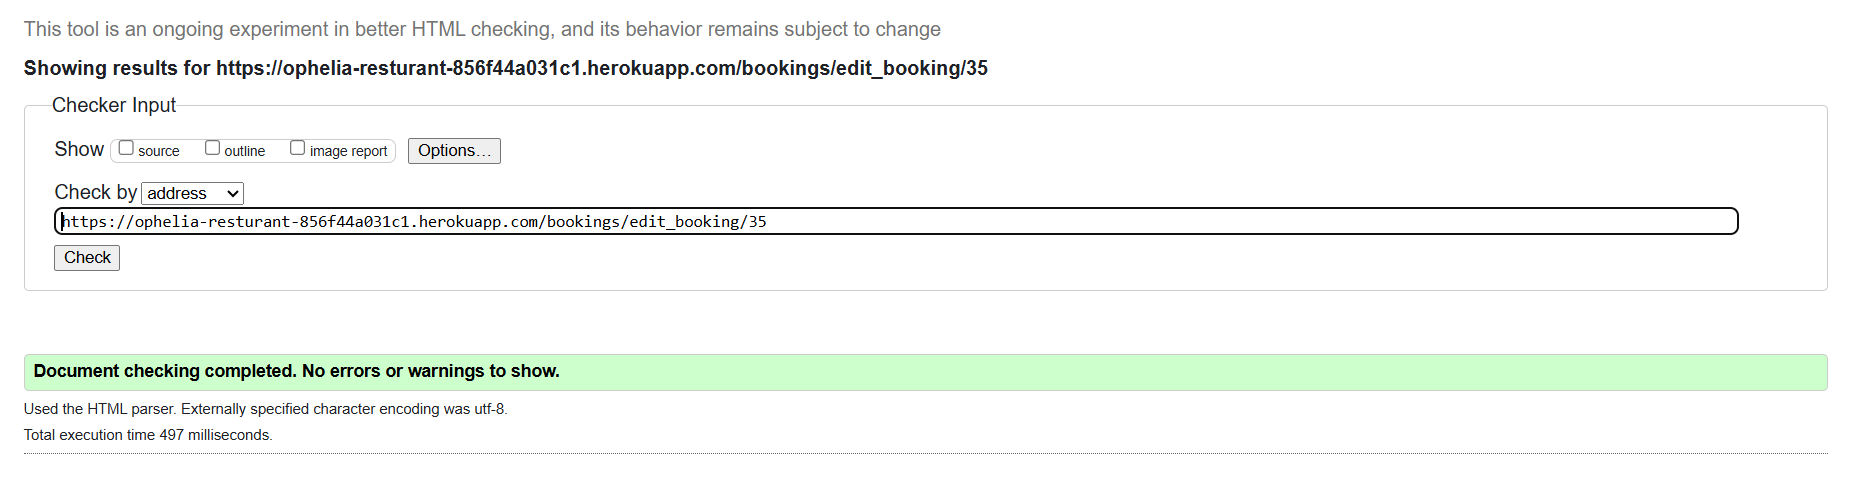 This tool is an ongoing experiment in better HTML checking, and its behavior remains subject to change
Showing results for https://ophelia-resturant-856f44a031c1.herokuapp.com/bookings/edit_booking/35
Checker Input
Show source outline image report Options...
Check by address
https://ophelia-resturant-856f44a031c1.herokuapp.com/bookings/edit_booking/35
Check
Document checking completed. No errors or warnings to show.
Used the HTML parser. Externally specified character encoding was utf-8.
Total execution time 497 milliseconds.